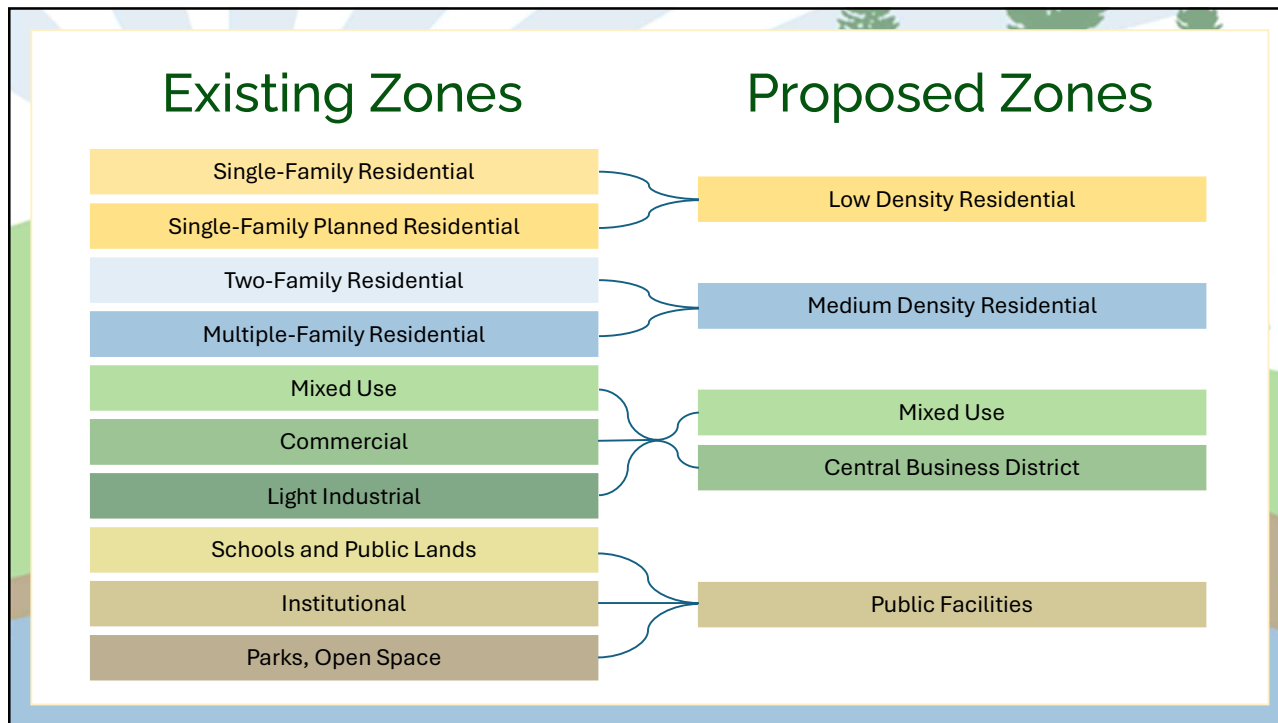 Existing Zones
Single-Family Residential
Single-Family Planned Residential
Two-Family Residential
Multiple-Family Residential
Mixed Use
Commercial
Light Industrial
Schools and Public Lands
Institutional
Parks, Open Space
Proposed Zones
Low Density Residential
Medium Density Residential
Mixed Use
Central Business District
Public Facilities